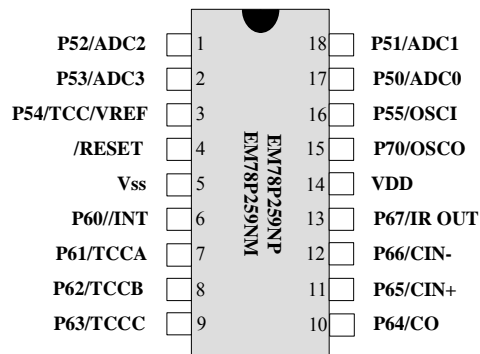 P52/ADC2 1 18 P51/ADC1
P53/ADC3 2 17 P50/ADC0
P54/TCC/VREF 3 16 P55/OSCI
/RESET 4 15 P70/OSCO
Vss 5 14 VDD
P60//INT 6 13 P67/IR OUT
P61/TCCA 7 12 P66/CIN-
P62/TCCB 8 11 P65/CIN+
P63/TCCC 9 10 P64/CO
EM78P259NP
EM78P259NM